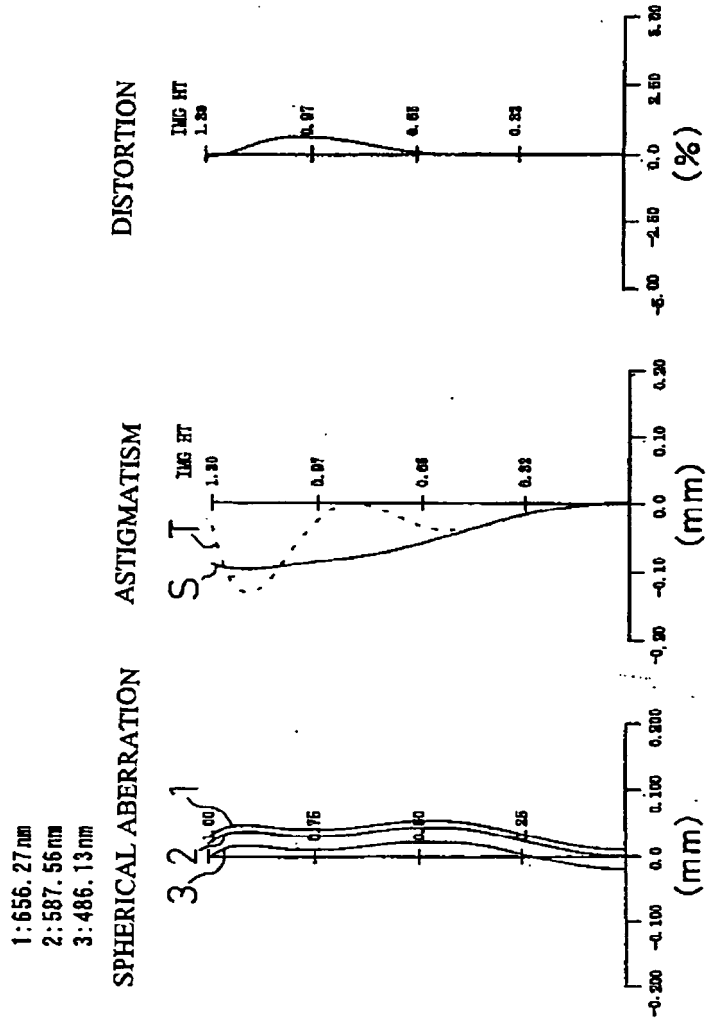 1:656.27nm
2:587.56nm
3:486.13nm
SPHERICAL ABERRATION
3
2
1
1.00
0.75
0.50
0.25
-0.200
-0.100
0.0
0.100
0.200
(mm)
ASTIGMATISM
S
T
IMG HT
1.30
0.97
0.65
0.32
-0.20
-0.10
0.0
0.10
0.20
(mm)
DISTORTION
IMG HT
1.30
0.97
0.65
0.32
-5.00
-2.50
0.0
2.50
5.00
(%)